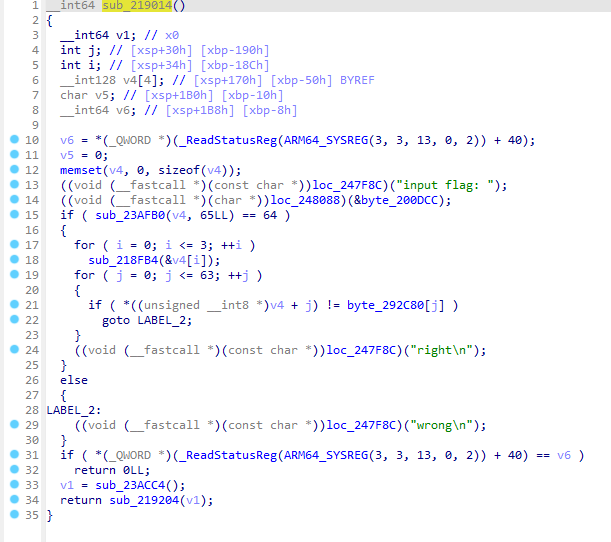 1 __int64 sub_219014()
2 {
3 __int64 v1; // x0
4 int j; // [xsp+30h] [xbp-190h]
5 int i; // [xsp+34h] [xbp-18Ch]
6 __int128 v4[4]; // [xsp+170h] [xbp-50h] BYREF
7 char v5; // [xsp+1B0h] [xbp-10h]
8 __int64 v6; // [xsp+1B8h] [xbp-8h]
9
10 v6 = *(_QWORD *)(_ReadStatusReg(ARM64_SYSREG(3, 3, 13, 0, 2)) + 40);
11 v5 = 0;
12 memset(v4, 0, sizeof(v4));
13 ((void (__fastcall *)(const char *))loc_247F8C)("input flag: ");
14 ((void (__fastcall *)(char *))loc_248088)(&byte_200DCC);
15 if ( sub_23AFB0(v4, 65LL) == 64 )
16 {
17 for ( i = 0; i <= 3; ++i )
18 sub_218FB4(&v4[i]);
19 for ( j = 0; j <= 63; ++j )
20 {
21 if ( *((unsigned __int8 *)v4 + j) != byte_292C80[j] )
22 goto LABEL_2;
23 }
24 ((void (__fastcall *)(const char *))loc_247F8C)("right\n");
25 }
26 else
27 {
28 LABEL_2:
29 ((void (__fastcall *)(const char *))loc_247F8C)("wrong\n");
30 }
31 if ( *(_QWORD *)(_ReadStatusReg(ARM64_SYSREG(3, 3, 13, 0, 2)) + 40) == v6 )
32 return 0LL;
33 v1 = sub_23ACC4();
34 return sub_219204(v1);
35 }